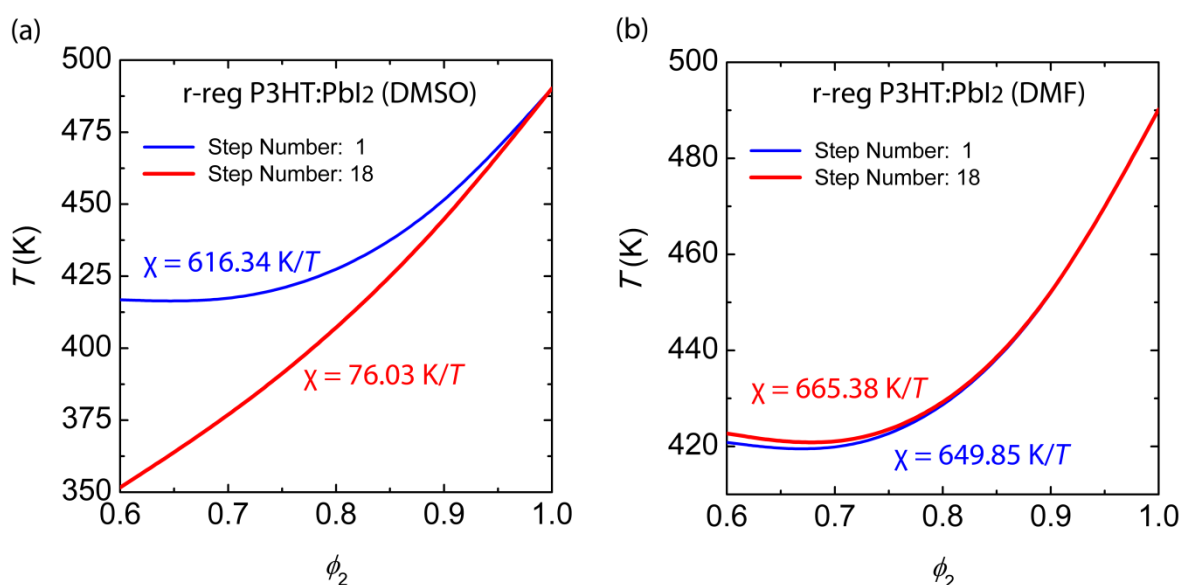 (a)
r-reg P3HT:PbI2 (DMSO)
Step Number: 1
Step Number: 18
χ = 616.34 K/T
χ = 76.03 K/T
T (K)
500
475
450
425
400
375
350
0.6 0.7 0.8 0.9 1.0
ϕ2
(b)
r-reg P3HT:PbI2 (DMF)
Step Number: 1
Step Number: 18
χ = 665.38 K/T
χ = 649.85 K/T
T (K)
500
480
460
440
420
0.6 0.7 0.8 0.9 1.0
ϕ2